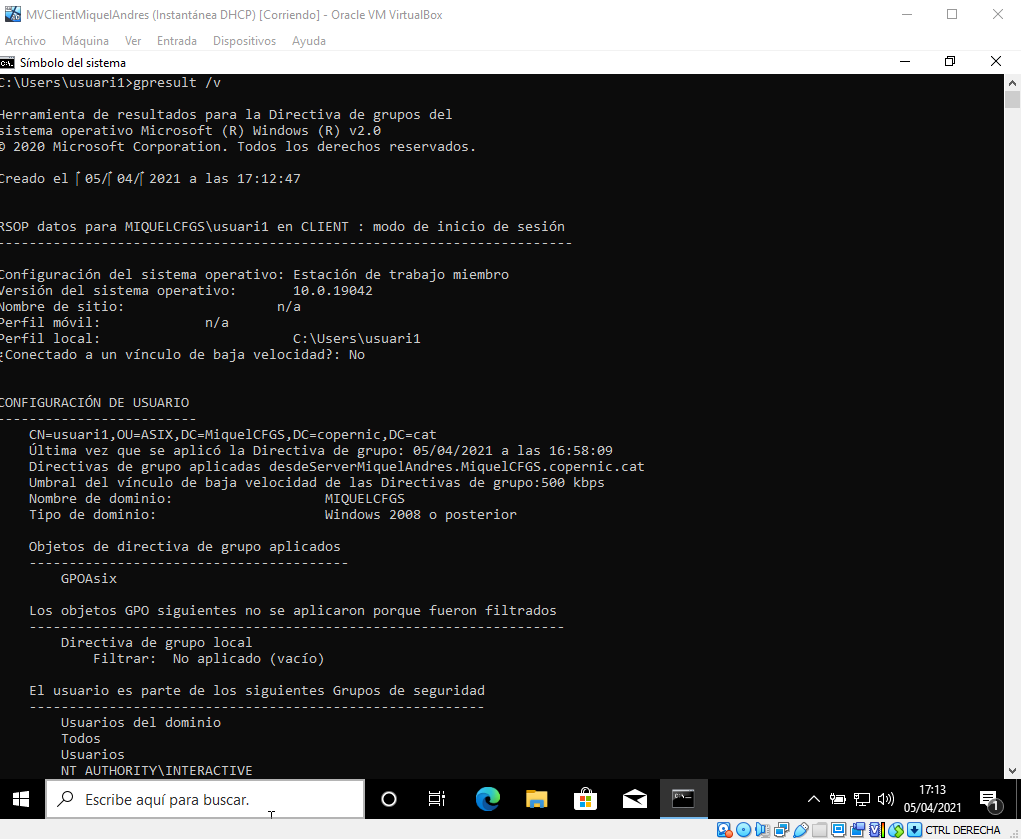 MVClientMiquelAndres (Instantánea DHCP) [Corriendo] - Oracle VM VirtualBox
Archivo Máquina Ver Entrada Dispositivos Ayuda
Símbolo del sistema
C:\Users\usuari1>gpresult /v
Herramienta de resultados para la Directiva de grupos del
sistema operativo Microsoft (R) Windows (R) v2.0
© 2020 Microsoft Corporation. Todos los derechos reservados.
Creado el 05/ 04/ 2021 a las 17:12:47
RSOP datos para MIQUELCFGS\usuari1 en CLIENT : modo de inicio de sesión
------------------------------------------------------------------------
Configuración del sistema operativo: Estación de trabajo miembro
Versión del sistema operativo: 10.0.19042
Nombre de sitio: n/a
Perfil móvil: n/a
Perfil local: C:\Users\usuari1
¿Conectado a un vínculo de baja velocidad?: No
CONFIGURACIÓN DE USUARIO
-------------------------
CN=usuari1,OU=ASIX,DC=MiquelCFGS,DC=copernic,DC=cat
Última vez que se aplicó la Directiva de grupo: 05/04/2021 a las 16:58:09
Directivas de grupo aplicadas desdeServerMiquelAndres.MiquelCFGS.copernic.cat
Umbral del vínculo de baja velocidad de las Directivas de grupo:500 kbps
Nombre de dominio: MIQUELCFGS
Tipo de dominio: Windows 2008 o posterior
Objetos de directiva de grupo aplicados
----------------------------------------
GPOAsix
Los objetos GPO siguientes no se aplicaron porque fueron filtrados
-------------------------------------------------------------------
Directiva de grupo local
Filtrar: No aplicado (vacío)
El usuario es parte de los siguientes Grupos de seguridad
---------------------------------------------------------
Usuarios del dominio
Todos
Usuarios
NT AUTHORITY\INTERACTIVE
Escribe aquí para buscar.
17:13
05/04/2021
1
CTRL DERECHA